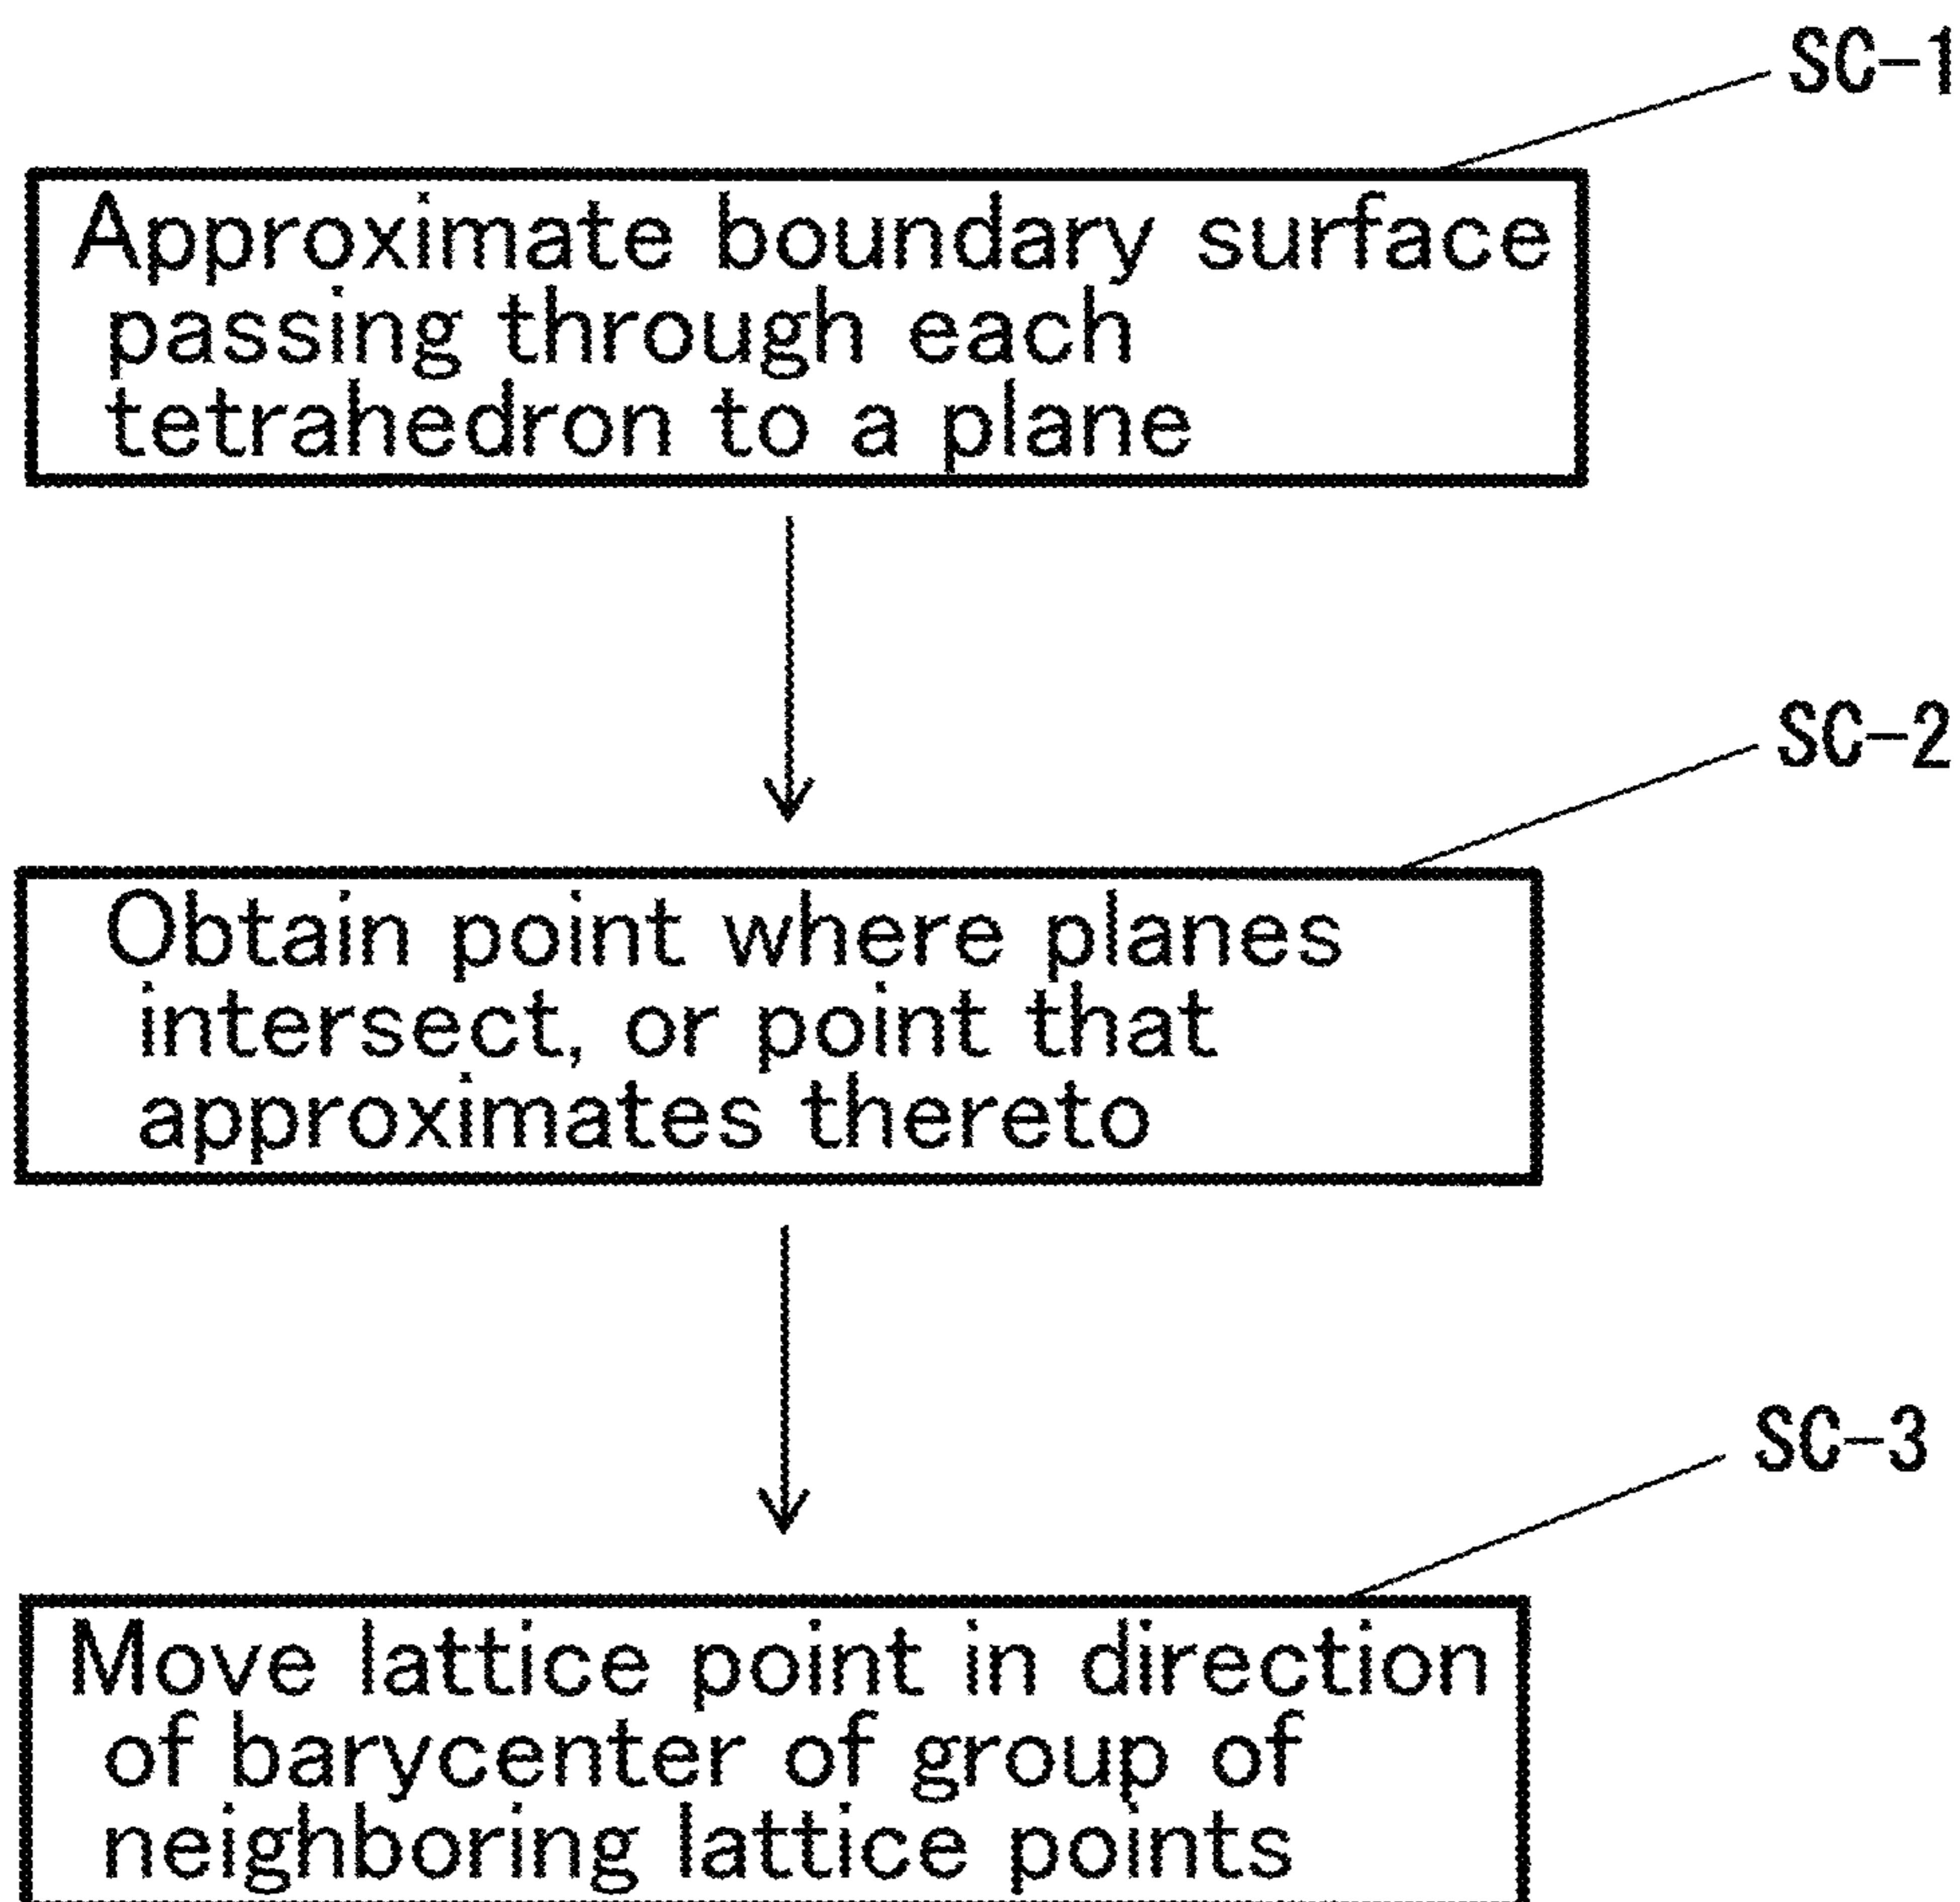 SC-1
Approximate boundary surface
passing through each
tetrahedron to a plane
SC-2
Obtain point where planes
intersect, or point that
approximates thereto
SC-3
Move lattice point in direction
of barycenter of group of
neighboring lattice points